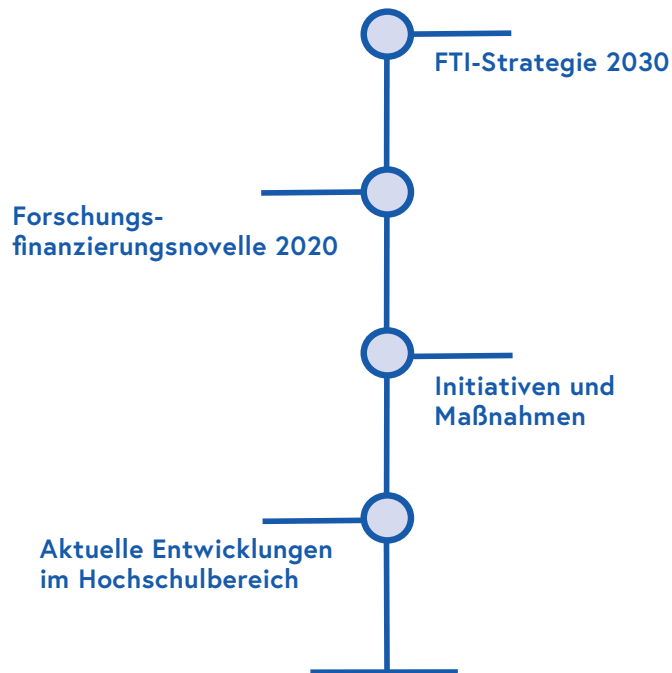 FTI-Strategie 2030
Forschungs-
finanzierungsnovelle 2020
Initiativen und
Maßnahmen
Aktuelle Entwicklungen
im Hochschulbereich